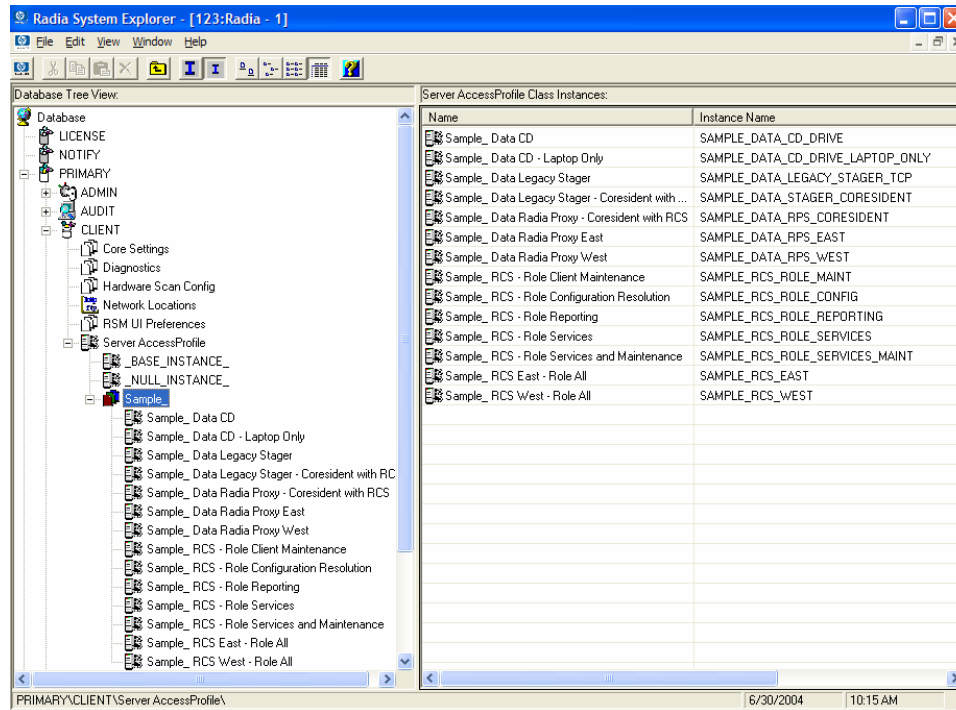 Radia System Explorer - [123:Radia - 1]
File Edit View Window Help
Database Tree View:
Database
LICENSE
NOTIFY
PRIMARY
ADMIN
AUDIT
CLIENT
Core Settings
Diagnostics
Hardware Scan Config
Network Locations
RSM UI Preferences
Server AccessProfile
_BASE_INSTANCE_
_NULL_INSTANCE_
Sample_
Sample_ Data CD
Sample_ Data CD - Laptop Only
Sample_ Data Legacy Stager
Sample_ Data Legacy Stager - Coresident with RC
Sample_ Data Radia Proxy - Coresident with RCS
Sample_ Data Radia Proxy East
Sample_ Data Radia Proxy West
Sample_ RCS - Role Client Maintenance
Sample_ RCS - Role Configuration Resolution
Sample_ RCS - Role Reporting
Sample_ RCS - Role Services
Sample_ RCS - Role Services and Maintenance
Sample_ RCS East - Role All
Sample_ RCS West - Role All
Server AccessProfile Class Instances:
Name Instance Name
Sample_ Data CD SAMPLE_DATA_CD_DRIVE
Sample_ Data CD - Laptop Only SAMPLE_DATA_CD_DRIVE_LAPTOP_ONLY
Sample_ Data Legacy Stager SAMPLE_DATA_LEGACY_STAGER_TCP
Sample_ Data Legacy Stager - Coresident with ... SAMPLE_DATA_STAGER_CORESIDENT
Sample_ Data Radia Proxy - Coresident with RCS SAMPLE_DATA_RPS_CORESIDENT
Sample_ Data Radia Proxy East SAMPLE_DATA_RPS_EAST
Sample_ Data Radia Proxy West SAMPLE_DATA_RPS_WEST
Sample_ RCS - Role Client Maintenance SAMPLE_RCS_ROLE_MAINT
Sample_ RCS - Role Configuration Resolution SAMPLE_RCS_ROLE_CONFIG
Sample_ RCS - Role Reporting SAMPLE_RCS_ROLE_REPORTING
Sample_ RCS - Role Services SAMPLE_RCS_ROLE_SERVICES
Sample_ RCS - Role Services and Maintenance SAMPLE_RCS_ROLE_SERVICES_MAINT
Sample_ RCS East - Role All SAMPLE_RCS_EAST
Sample_ RCS West - Role All SAMPLE_RCS_WEST
PRIMARY\CLIENT\Server AccessProfile\ 6/30/2004 10:15 AM